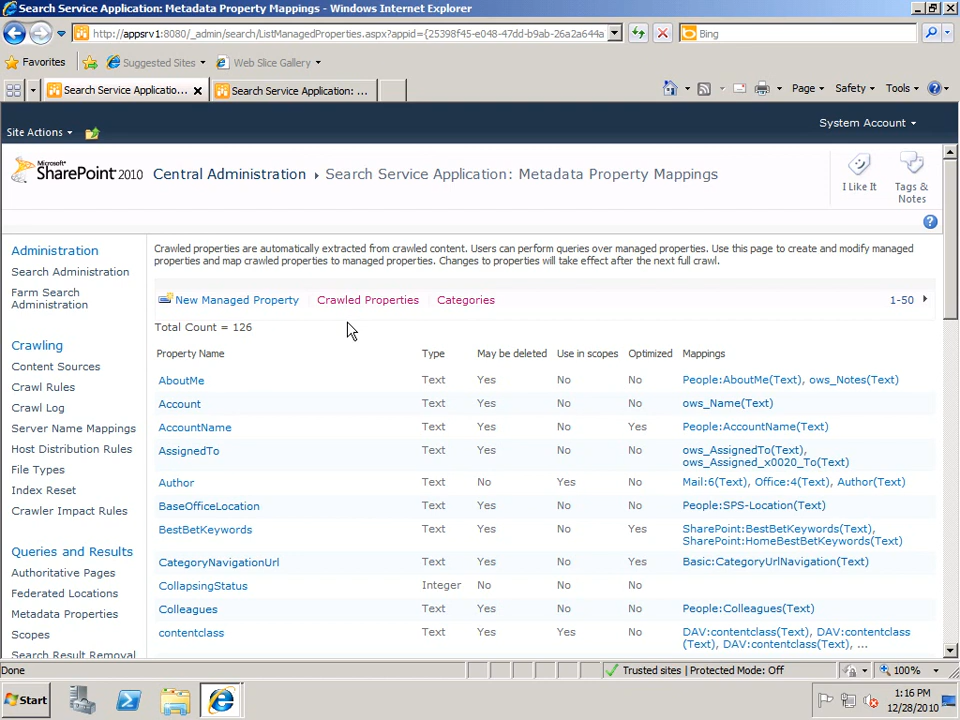 Search Service Application: Metadata Property Mappings - Windows Internet Explorer
http://appsrv1:8080/_admin/search/ListManagedProperties.aspx?appid={25398f45-e048-47dd-b9ab-26a2a644a
Bing
Favorites Suggested Sites Web Slice Gallery
Search Service Applicatio... Search Service Application: ...
Page Safety Tools
Site Actions System Account
Microsoft
SharePoint 2010 Central Administration Search Service Application: Metadata Property Mappings
I Like It Tags &
Notes
Administration
Search Administration
Farm Search
Administration
Crawling
Content Sources
Crawl Rules
Crawl Log
Server Name Mappings
Host Distribution Rules
File Types
Index Reset
Crawler Impact Rules
Queries and Results
Authoritative Pages
Federated Locations
Metadata Properties
Scopes
Search Result Removal
Crawled properties are automatically extracted from crawled content. Users can perform queries over managed properties. Use this page to create and modify managed
properties and map crawled properties to managed properties. Changes to properties will take effect after the next full crawl.
New Managed Property Crawled Properties Categories 1-50
Total Count = 126
Property Name Type May be deleted Use in scopes Optimized Mappings
AboutMe Text Yes No No People:AboutMe(Text), ows_Notes(Text)
Account Text Yes No No ows_Name(Text)
AccountName Text Yes No Yes People:AccountName(Text)
AssignedTo Text Yes No No ows_AssignedTo(Text),
ows_Assigned_x0020_To(Text)
Author Text No Yes No Mail:6(Text), Office:4(Text), Author(Text)
BaseOfficeLocation Text Yes No No People:SPS-Location(Text)
BestBetKeywords Text Yes No Yes SharePoint:BestBetKeywords(Text),
SharePoint:HomeBestBetKeywords(Text)
CategoryNavigationUrl Text Yes No Yes Basic:CategoryUrlNavigation(Text)
CollapsingStatus Integer No No No
Colleagues Text Yes No No People:Colleagues(Text)
contentclass Text Yes Yes No DAV:contentclass(Text), DAV:contentclass
(Text), DAV:contentclass(Text), ...
Done Trusted sites | Protected Mode: Off 100%
Start 1:16 PM
12/28/2010